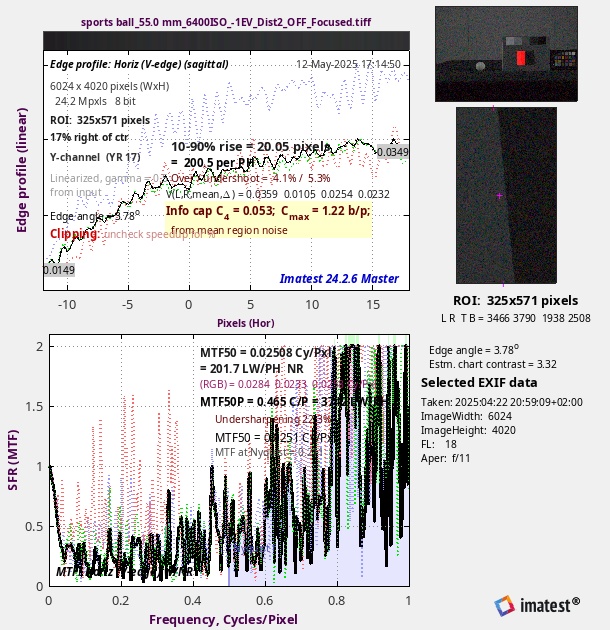 sports ball_55.0 mm_6400ISO_-1EV_Dist2_OFF_Focused.tiff
Edge profile: Horiz (V-edge) (sagittal)
12-May-2025 17:14:50
6024 x 4020 pixels (WxH)
24.2 Mpxls 8 bit
ROI: 325x571 pixels
17% right of ctr
Y-channel (YR 17)
Linearized, gamma =
from input
10-90% rise = 20.05 pixels
= 200.5 per PH
Over/Undershoot = 4.1% / 5.3%
V(L,R,mean,Δ) = 0.0359 0.0105 0.0254 0.0232
Edge angle = 3.78°
Info cap C4 = 0.053; Cmax = 1.22 b/p;
from mean region noise
Clipping: uncheck speedup for %
0.0349
0.0149
Imatest 24.2.6 Master
Edge profile (linear)
-10 -5 0 5 10 15
Pixels (Hor)
MTF50 = 0.02508 Cy/Pxl
= 201.7 LW/PH NR
(RGB) = 0.0284 0.0233
MTF50P = 0.465 C/P =
Undersharpening
MTF50 =
MTF at Nyquist =
SFR (MTF)
2
1.5
1
0.5
0
0 0.2 0.4 0.6 0.8 1
Frequency, Cycles/Pixel
ROI: 325x571 pixels
L R T B = 3466 3790 1938 2508
Edge angle = 3.78°
Estm. chart contrast = 3.32
Selected EXIF data
Taken: 2025:04:22 20:59:09+02:00
ImageWidth: 6024
ImageHeight: 4020
FL: 18
Aper: f/11
imatest®